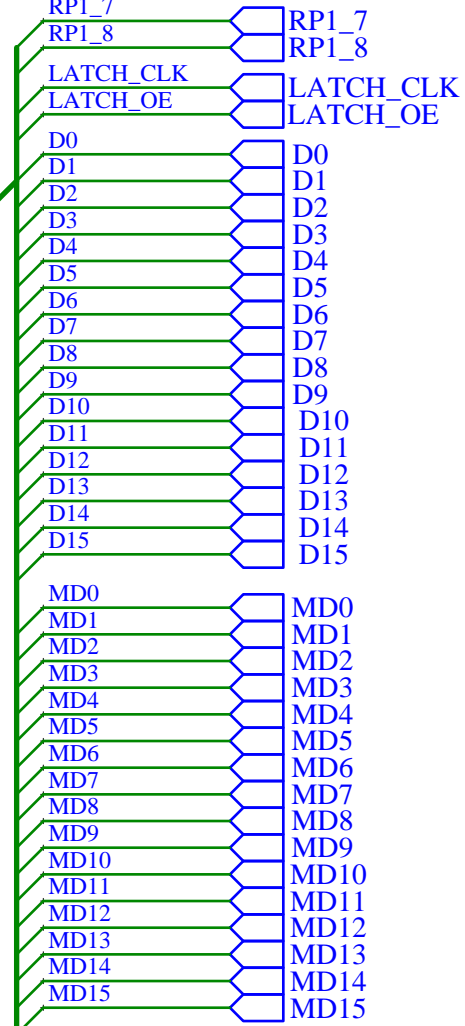 RP1_7 RP1_7
RP1_8 RP1_8
LATCH_CLK LATCH_CLK
LATCH_OE LATCH_OE
D0 D0
D1 D1
D2 D2
D3 D3
D4 D4
D5 D5
D6 D6
D7 D7
D8 D8
D9 D9
D10 D10
D11 D11
D12 D12
D13 D13
D14 D14
D15 D15
MD0 MD0
MD1 MD1
MD2 MD2
MD3 MD3
MD4 MD4
MD5 MD5
MD6 MD6
MD7 MD7
MD8 MD8
MD9 MD9
MD10 MD10
MD11 MD11
MD12 MD12
MD13 MD13
MD14 MD14
MD15 MD15